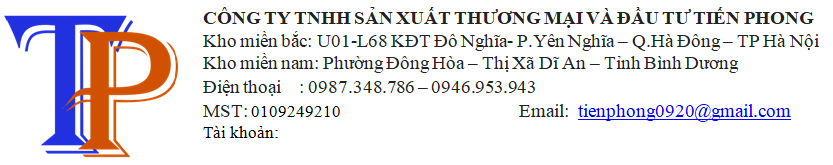 TP
CÔNG TY TNHH SẢN XUẤT THƯƠNG MẠI VÀ ĐẦU TƯ TIẾN PHONG
Kho miền bắc: U01-L68 KĐT Đô Nghĩa- P.Yên Nghĩa – Q.Hà Đông – TP Hà Nội
Kho miền nam: Phường Đông Hòa – Thị Xã Dĩ An – Tỉnh Bình Dương
Điện thoại : 0987.348.786 – 0946.953.943
MST: 0109249210 Email: tienphong0920@gmail.com
Tài khoản: